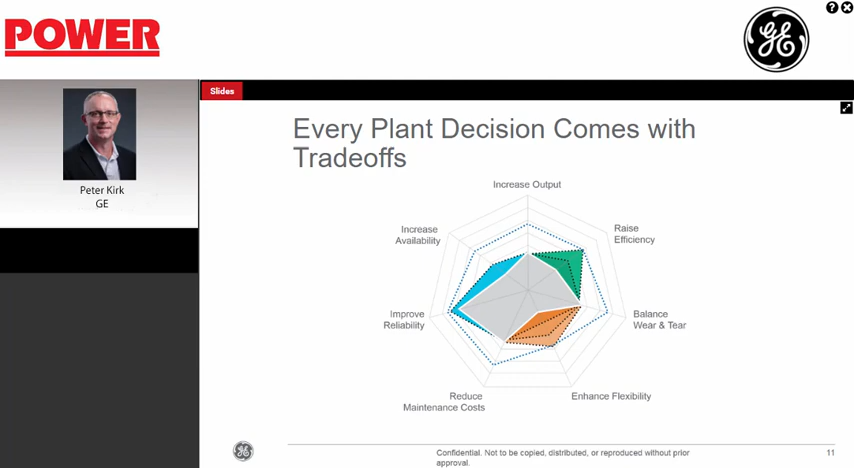 POWER
GE
Slides
Peter Kirk
GE
Every Plant Decision Comes with
Tradeoffs
Increase Output
Raise
Efficiency
Balance
Wear & Tear
Enhance Flexibility
Reduce
Maintenance Costs
Improve
Reliability
Increase
Availability
Confidential. Not to be copied, distributed, or reproduced without prior
approval.
11